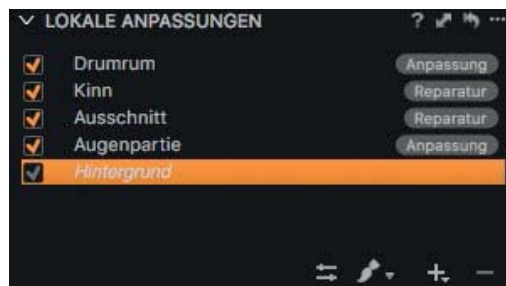 LOKALE ANPASSUNGEN ? ...
Drumrum Anpassung
Kinn Reparatur
Ausschnitt Reparatur
Augenpartie Anpassung
Hintergrund